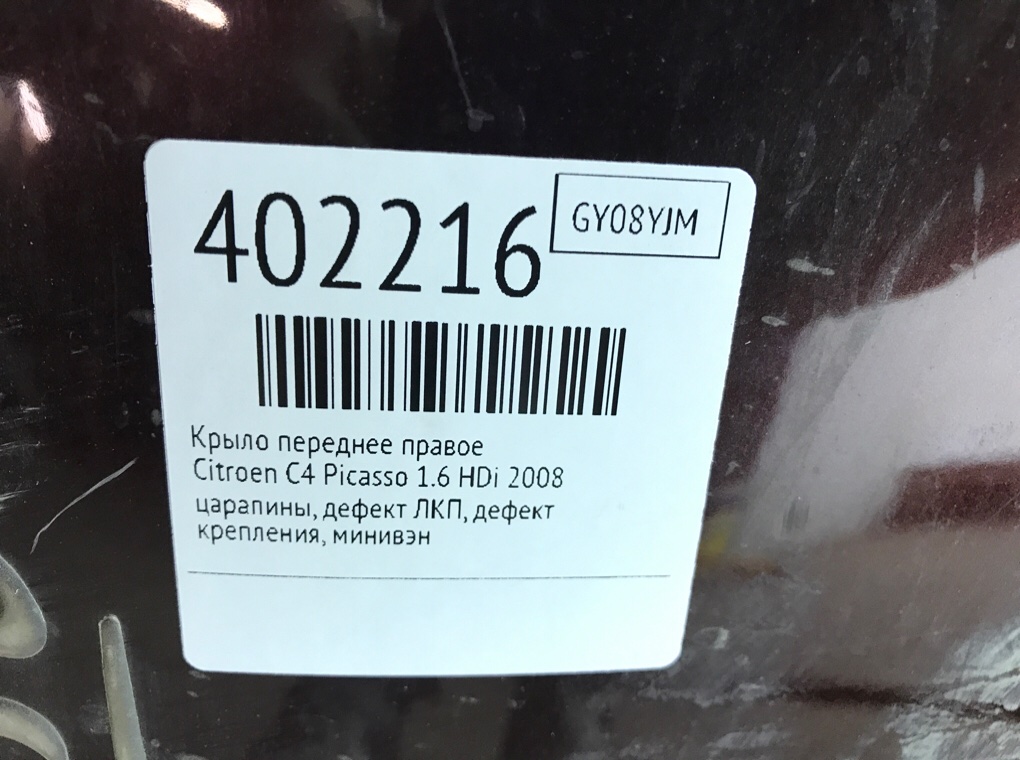 402216
GY08YJM
Крыло переднее правое
Citroen C4 Picasso 1.6 HDi 2008
царапины, дефект ЛКП, дефект
крепления, минивэн